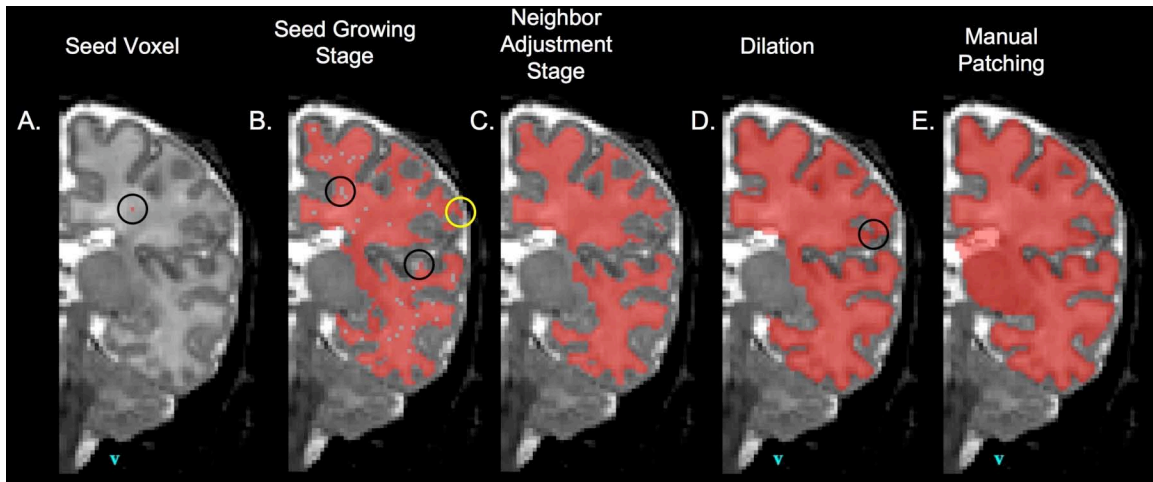 Seed Voxel
Seed Growing
Stage
Neighbor
Adjustment
Stage
Dilation
Manual
Patching
A.
B.
C.
D.
E.
v
v
v